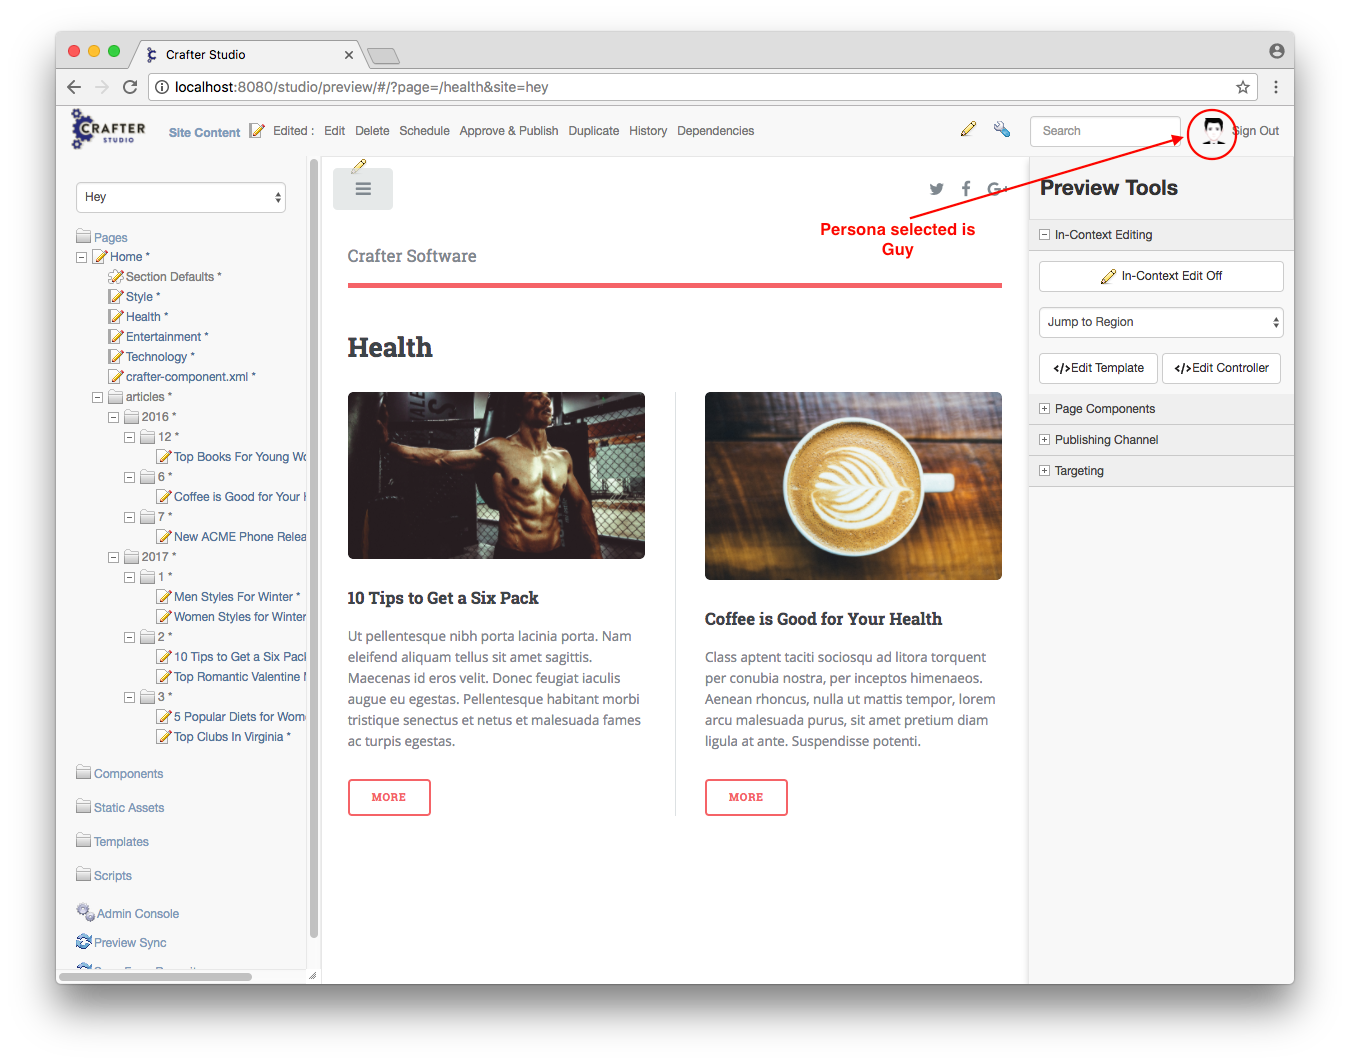 Crafter Studio
localhost:8080/studio/preview/#/?page=/health&site=hey
CRAFTER
STUDIO
Site Content
Edited :
Edit
Delete
Schedule
Approve & Publish
Duplicate
History
Dependencies
Search
Sign Out
Hey
Pages
Home *
Section Defaults *
Style *
Health *
Entertainment *
Technology *
crafter-component.xml *
articles *
2016 *
12 *
Top Books For Young Wo
6 *
Coffee is Good for Your H
7 *
New ACME Phone Relea
2017 *
1 *
Men Styles For Winter *
Women Styles for Winter
2 *
10 Tips to Get a Six Pack
Top Romantic Valentine M
3 *
5 Popular Diets for Wom
Top Clubs In Virginia *
Components
Static Assets
Templates
Scripts
Admin Console
Preview Sync
G+
Persona selected is
Guy
Crafter Software
Health
10 Tips to Get a Six Pack
Ut pellentesque nibh porta lacinia porta. Nam
eleifend aliquam tellus sit amet sagittis.
Maecenas id eros velit. Donec feugiat iaculis
augue eu egestas. Pellentesque habitant morbi
tristique senectus et netus et malesuada fames
ac turpis egestas.
MORE
Coffee is Good for Your Health
Class aptent taciti sociosqu ad litora torquent
per conubia nostra, per inceptos himenaeos.
Aenean rhoncus, nulla ut mattis tempor, lorem
arcu malesuada purus, sit amet pretium diam
ligula at ante. Suspendisse potenti.
MORE
Preview Tools
In-Context Editing
In-Context Edit Off
Jump to Region
</>Edit Template
</>Edit Controller
Page Components
Publishing Channel
Targeting